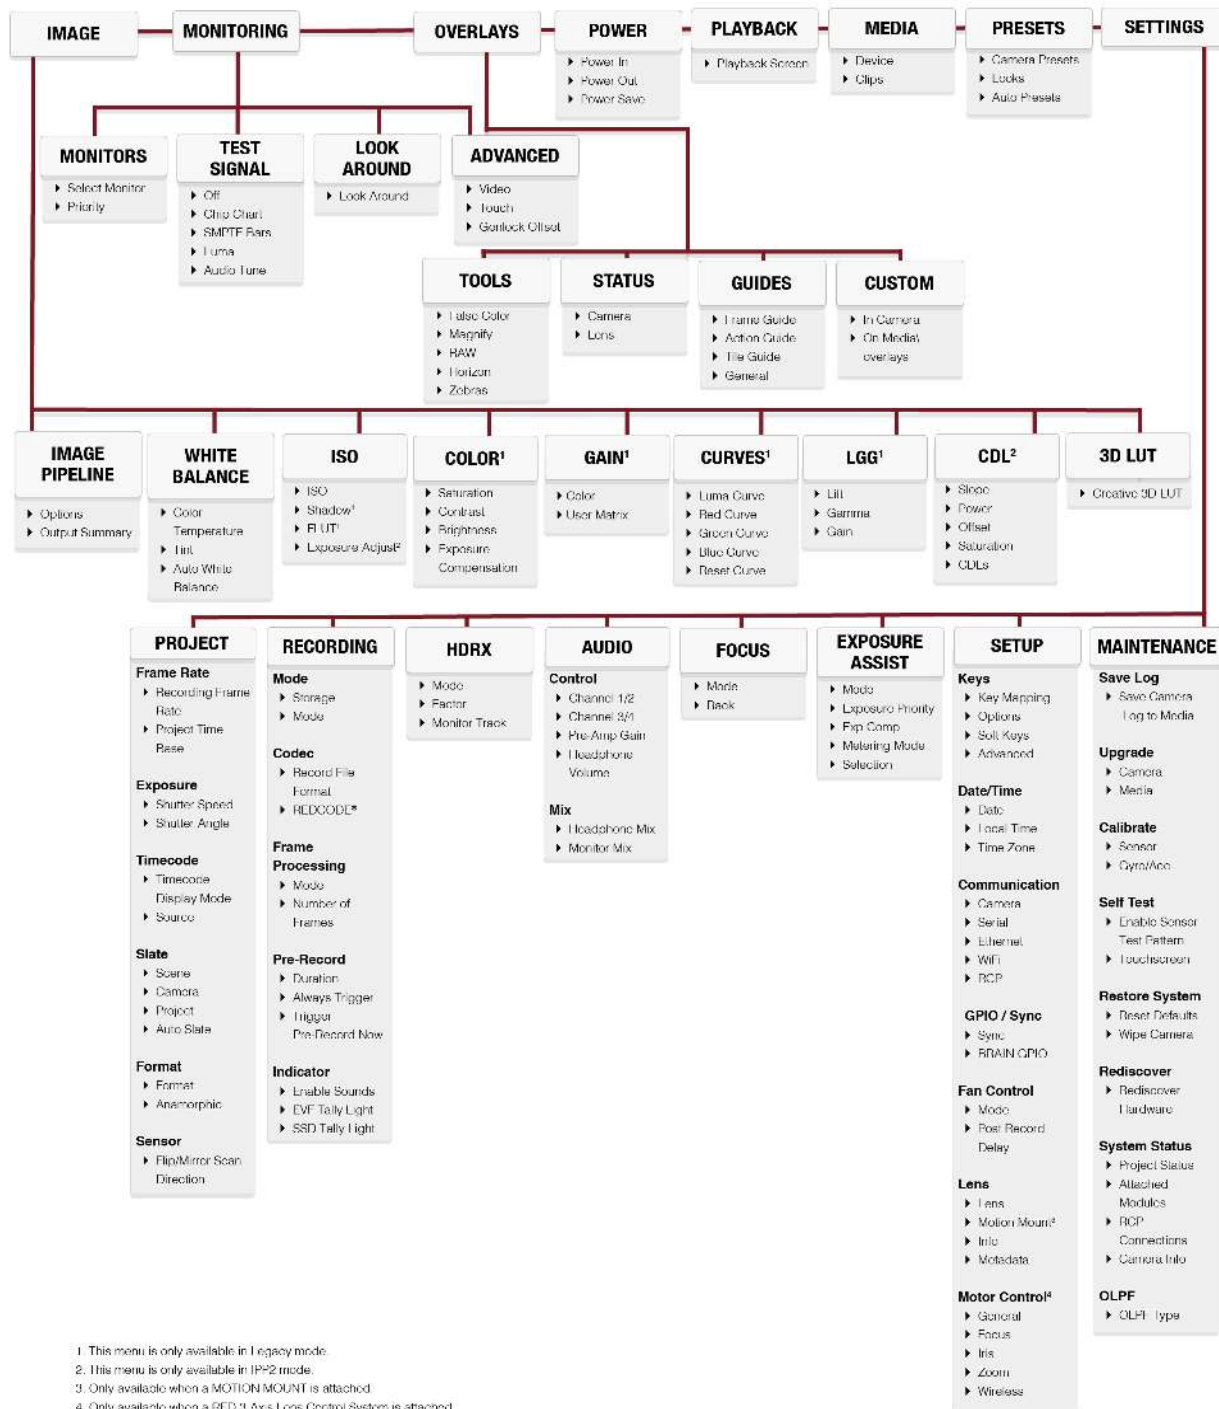 IMAGE
MONITORING
OVERLAYS
POWER
Power In
Power Out
Power Save
PLAYBACK
Playback Screen
MEDIA
Device
Clips
PRESETS
Camera Presets
Looks
Auto Presets
SETTINGS
MONITORS
Select Monitor
Priority
TEST
SIGNAL
Off
Chip Chart
SMPTE Bars
Luma
Audio Tune
LOOK
AROUND
Look Around
ADVANCED
Video
Touch
Genlock Offset
TOOLS
False Color
Magnify
RAW
Horizon
Zebras
STATUS
Camera
Lens
GUIDES
Frame Guide
Action Guide
Title Guide
General
CUSTOM
In Camera
On Media\
overlays
IMAGE
PIPELINE
Options
Output Summary
WHITE
BALANCE
Color
Temperature
Tint
Auto White
Balance
ISO
ISO
Shadow¹
FLUT¹
Exposure Adjust²
COLOR¹
Saturation
Contrast
Brightness
Exposure
Compensation
GAIN¹
Color
User Matrix
CURVES¹
Luma Curve
Red Curve
Green Curve
Blue Curve
Reset Curve
LGG¹
Lift
Gamma
Gain
CDL²
Slope
Power
Offset
Saturation
CDLs
3D LUT
Creative 3D LUT
PROJECT
Frame Rate
Recording Frame
Rate
Project Time
Base
Exposure
Shutter Speed
Shutter Angle
Timecode
Timecode
Display Mode
Source
Slate
Scene
Camera
Project
Auto Slate
Format
Format
Anamorphic
Sensor
Flip/Mirror Scan
Direction
RECORDING
Mode
Storage
Mode
Codec
Record File
Format
REDCODE®
Frame
Processing
Mode
Number of
Frames
Pre-Record
Duration
Always Trigger
Trigger
Pre-Record Now
Indicator
Enable Sounds
EVF Tally Light
SSD Tally Light
HDRX
Mode
Factor
Monitor Track
AUDIO
Control
Channel 1/2
Channel 3/4
Pre-Amp Gain
Headphone
Volume
Mix
Headphone Mix
Monitor Mix
FOCUS
Mode
Rack
EXPOSURE
ASSIST
Mode
Exposure Priority
Exp Comp
Metering Mode
Selection
SETUP
Keys
Key Mapping
Options
Soft Keys
Advanced
Date/Time
Date
Local Time
Time Zone
Communication
Camera
Serial
Ethernet
WiFi
RCP
GPIO / Sync
Sync
BRAIN GPIO
Fan Control
Mode
Post Record
Delay
Lens
Lens
Motion Mount³
Info
Metadata
Motor Control⁴
General
Focus
Iris
Zoom
Wireless
MAINTENANCE
Save Log
Save Camera
Log to Media
Upgrade
Camera
Media
Calibrate
Sensor
Gyro/Acc
Self Test
Enable Sensor
Test Pattern
Touchscreen
Restore System
Reset Defaults
Wipe Camera
Rediscover
Rediscover
Hardware
System Status
Project Status
Attached
Modules
RCP
Connections
Camera Info
OLPF
OLPF Type
1. This menu is only available in Legacy mode.
2. This menu is only available in IPP2 mode.
3. Only available when a MOTION MOUNT is attached.
4. Only available when a RED 3-Axis Lens Control System is attached.